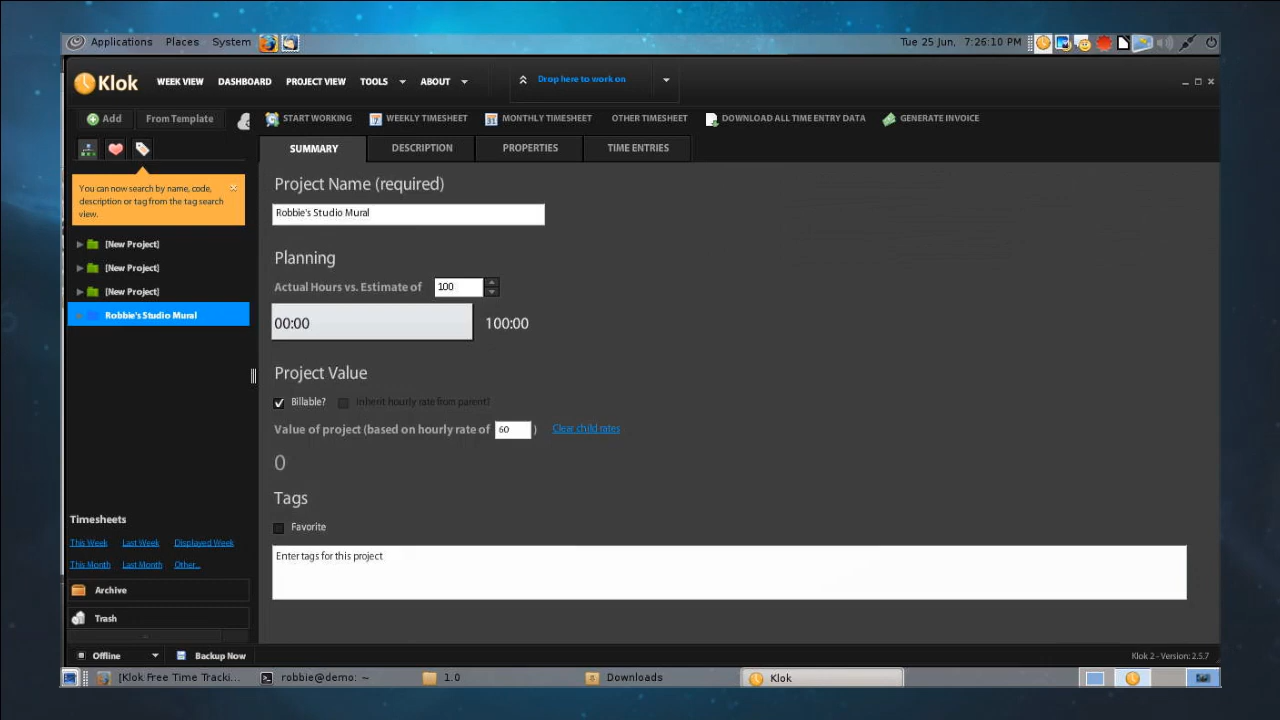 Applications Places System Tue 25 Jun, 7:26:10 PM
Klok WEEK VIEW DASHBOARD PROJECT VIEW TOOLS ABOUT Drop here to work on
Add From Template START WORKING WEEKLY TIMESHEET MONTHLY TIMESHEET OTHER TIMESHEET DOWNLOAD ALL TIME ENTRY DATA GENERATE INVOICE
SUMMARY DESCRIPTION PROPERTIES TIME ENTRIES
You can now search by name, code,
description or tag from the tag search
view.
[New Project]
[New Project]
[New Project]
Robbie's Studio Mural
Project Name (required)
Robbie's Studio Mural
Planning
Actual Hours vs. Estimate of 100
00:00 100:00
Project Value
Billable? Inherit hourly rate from parent?
Value of project (based on hourly rate of 60 ) Clear child rates
0
Tags
Favorite
Enter tags for this project
Timesheets
This Week Last Week Displayed Week
This Month Last Month Other...
Archive
Trash
Offline Backup Now Klok 2 - Version: 2.5.7
[Klok Free Time Tracki... robbie@demo: ~ 1.0 Downloads Klok